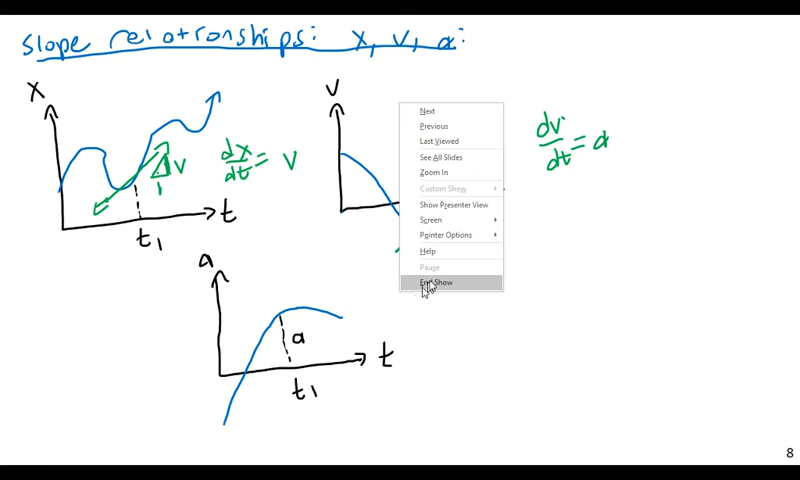 slope relationships: x, v, a:
x
v
dx/dt = v
dv/dt = a
v
1
t
t1
a
a
t
t1
Next
Previous
Last Viewed
See All Slides
Zoom In
Custom Show
Show Presenter View
Screen
Pointer Options
Help
Pause
End Show
8